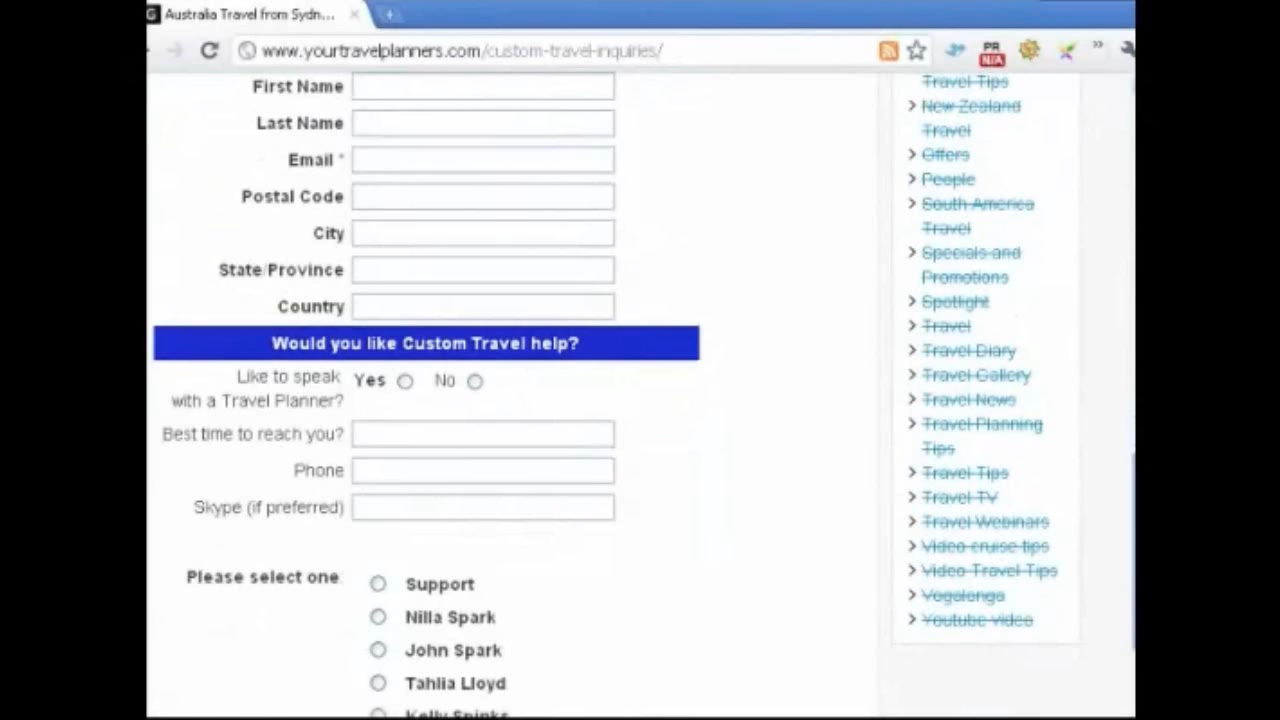 Australia Travel from Sydn...
www.yourtravelplanners.com/custom-travel-inquiries/
PR
N/A
First Name
Last Name
Email *
Postal Code
City
State/Province
Country
Would you like Custom Travel help?
Like to speak Yes No
with a Travel Planner?
Best time to reach you?
Phone
Skype (if preferred)
Please select one
Support
Nilla Spark
John Spark
Tahlia Lloyd
Kelly Spinks
Travel Tips
New Zealand
Travel
Offers
People
South America
Travel
Specials and
Promotions
Spotlight
Travel
Travel Diary
Travel Gallery
Travel News
Travel Planning
Tips
Travel Tips
Travel TV
Travel Webinars
Video cruise tips
Video Travel Tips
Vogalonga
Youtube video